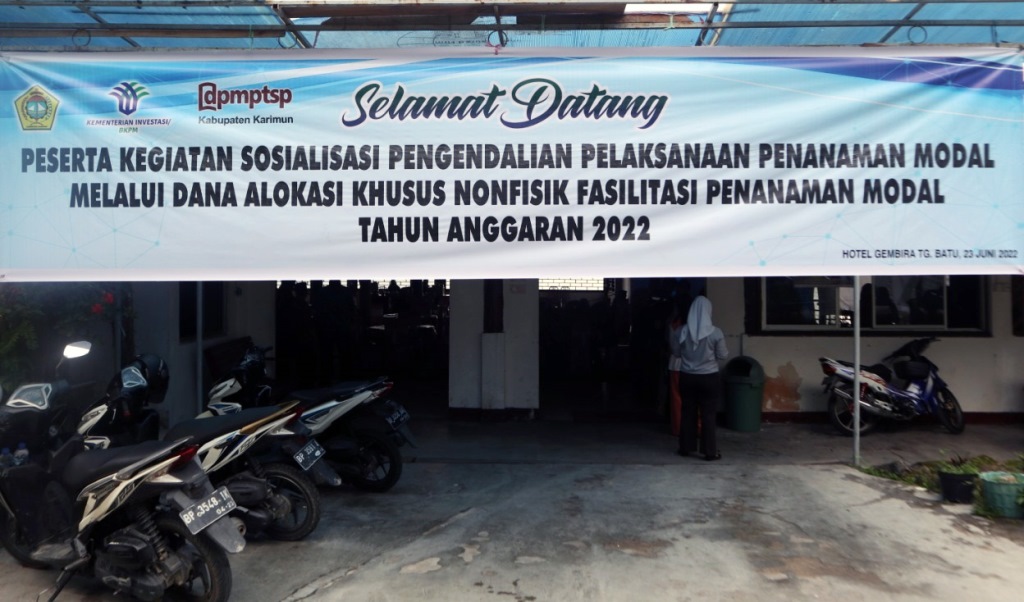 KEMENTERIAN INVESTASI/
BKPM
dpmptsp
Kabupaten Karimun
Selamat Datang
PESERTA KEGIATAN SOSIALISASI PENGENDALIAN PELAKSANAAN PENANAMAN MODAL
MELALUI DANA ALOKASI KHUSUS NONFISIK FASILITASI PENANAMAN MODAL
TAHUN ANGGARAN 2022
HOTEL GEMBIRA TG. BATU, 23 JUNI 2022
BP 3548
BP